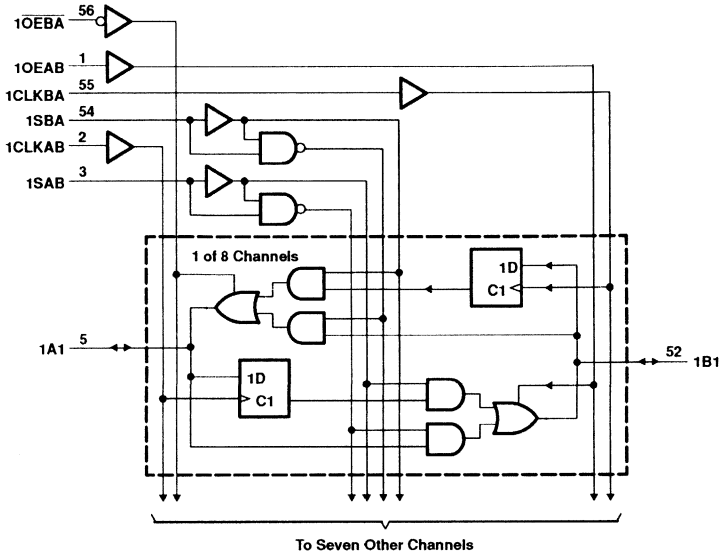 1O̅E̅B̅A̅ 56
1OEAB 1
1CLKBA 55
1SBA 54
1CLKAB 2
1SAB 3
1 of 8 Channels
1D
C1
1A1 5
52 1B1
1D
C1
To Seven Other Channels